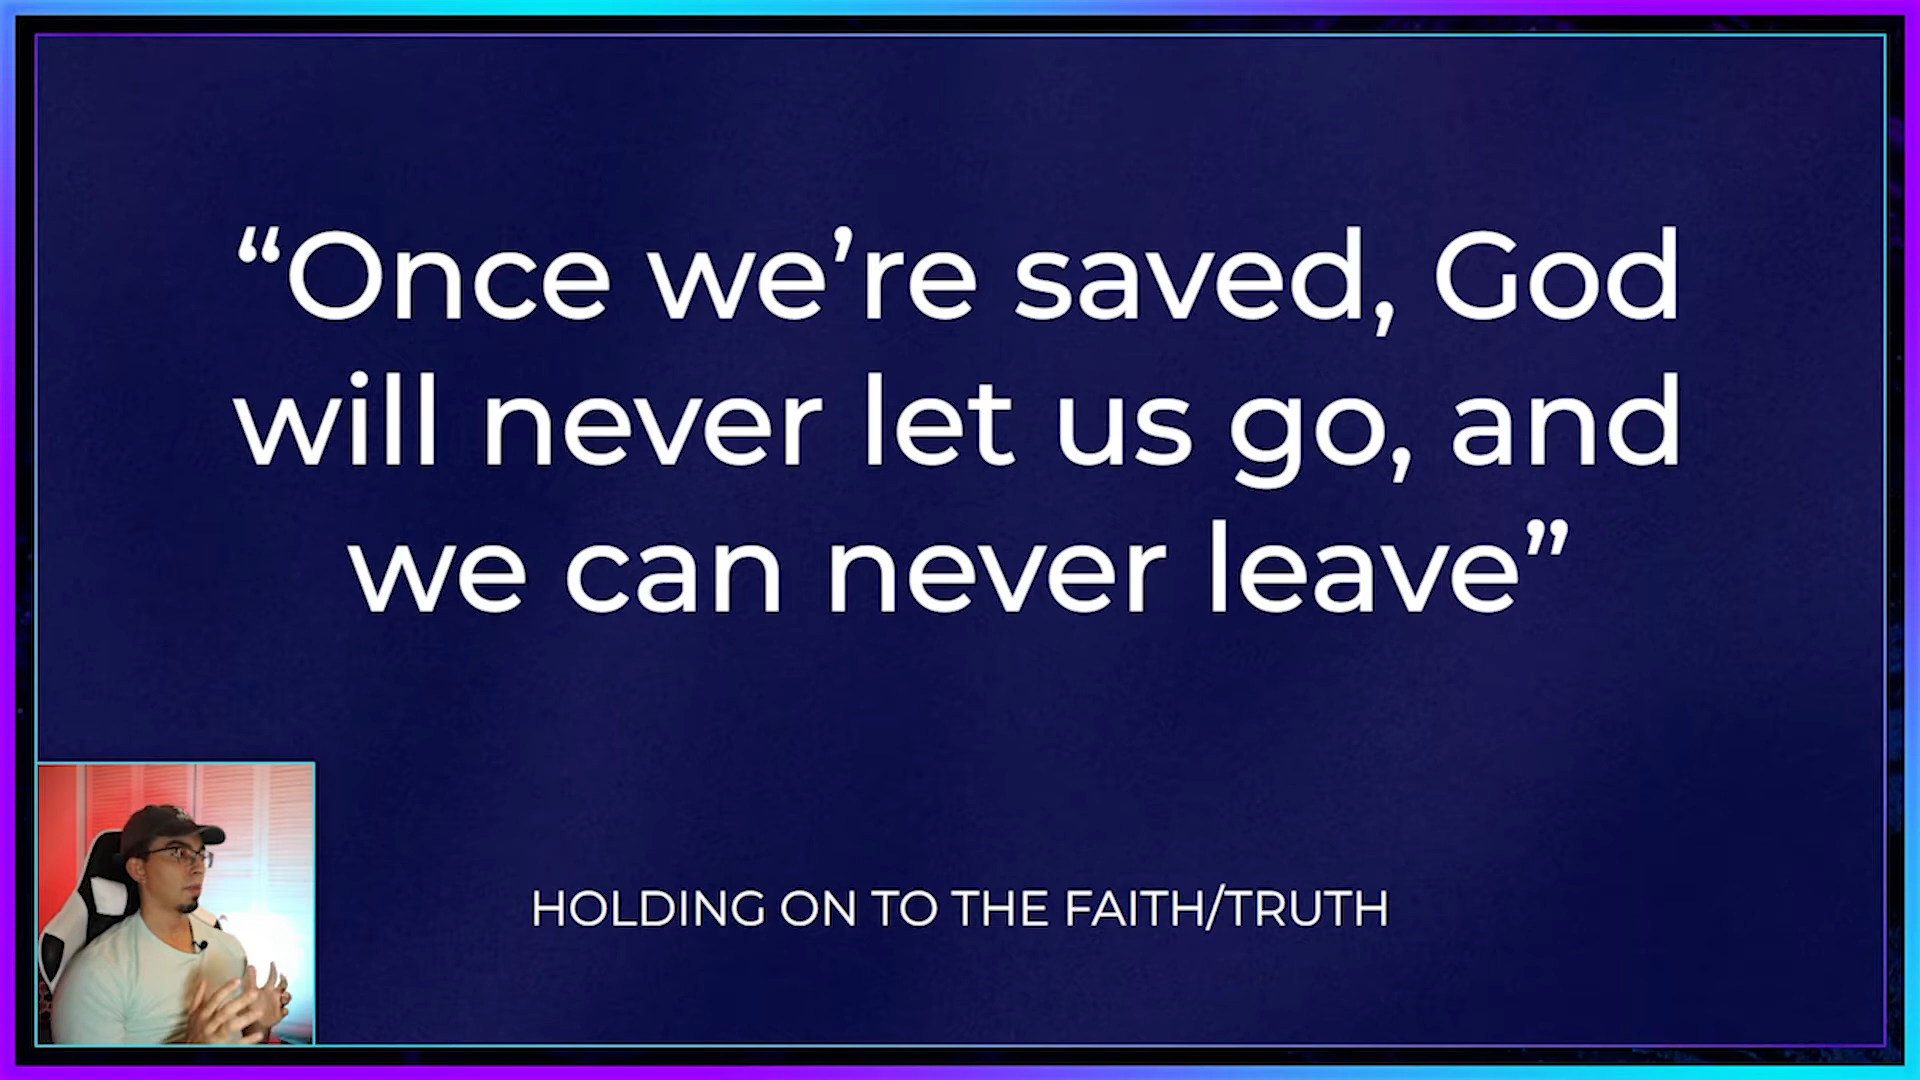 “Once we’re saved, God
will never let us go, and
we can never leave”
HOLDING ON TO THE FAITH/TRUTH